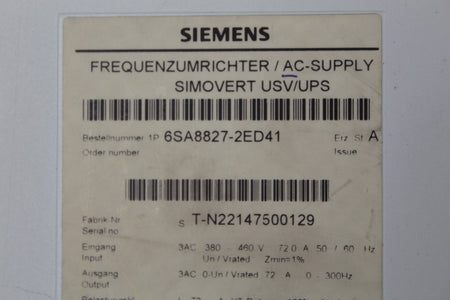 SIEMENS
FREQUENZUMRICHTER / AC-SUPPLY
SIMOVERT USV/UPS
Bestellnummer 1P 6SA8827-2ED41 Erz. St A
Order number Issue
Fabrik-Nr S T-N22147500129
Serial no
Eingang 3AC 380 - 460 V 72.0 A 50 / 60 Hz
Input Un / Vrated Zmin=1%
Ausgang 3AC 0-Un / Vrated 72 A 0 - 300Hz
Output